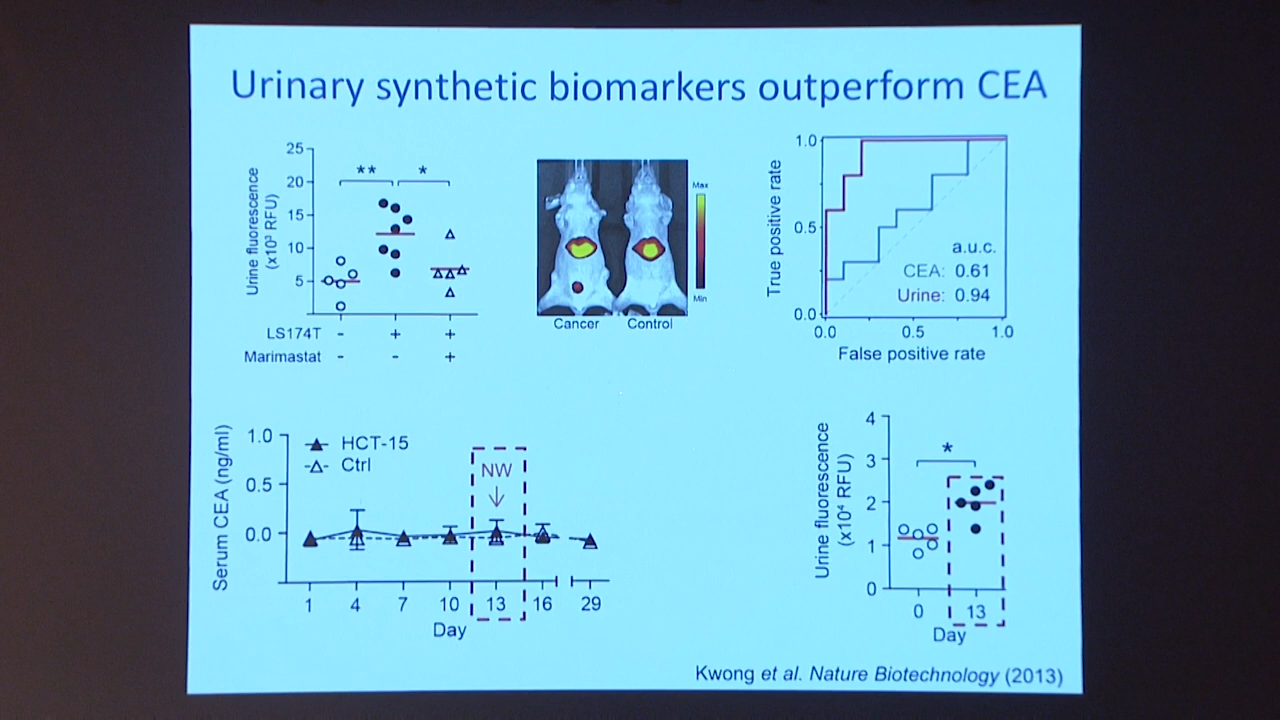 Urinary synthetic biomarkers outperform CEA
Urine fluorescence
(x10³ RFU)
25
20
15
10
5
**
*
LS174T - + +
Marimastat - - +
Max
Min
Cancer
Control
True positive rate
1.0
0.5
0.0
a.u.c.
CEA: 0.61
Urine: 0.94
0.0 0.5 1.0
False positive rate
Serum CEA (ng/ml)
1.0
0.5
0.0
HCT-15
Ctrl
NW
1 4 7 10 13 16 29
Day
Urine fluorescence
(x10⁴ RFU)
4
3
2
1
0
*
0 13
Day
Kwong et al. Nature Biotechnology (2013)